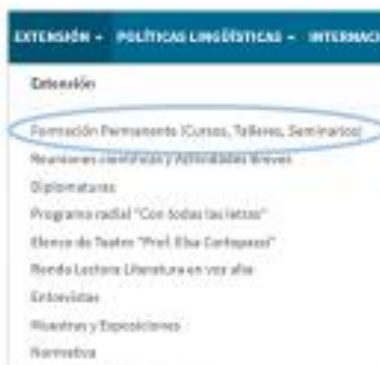 EXTENSIÓN POLÍTICAS LINGÜÍSTICAS INTERNACI
Extensión
Formación Permanente (Cursos, Talleres, Seminarios)
Reuniones científicas y Actividades Breves
Diplomaturas
Programa radial "Con todas las letras"
Elenco de Teatro "Prof. Elsa
Ronda Lectora Literatura en voz alta
Entrevistas
Muestras y Exposiciones
Normativa